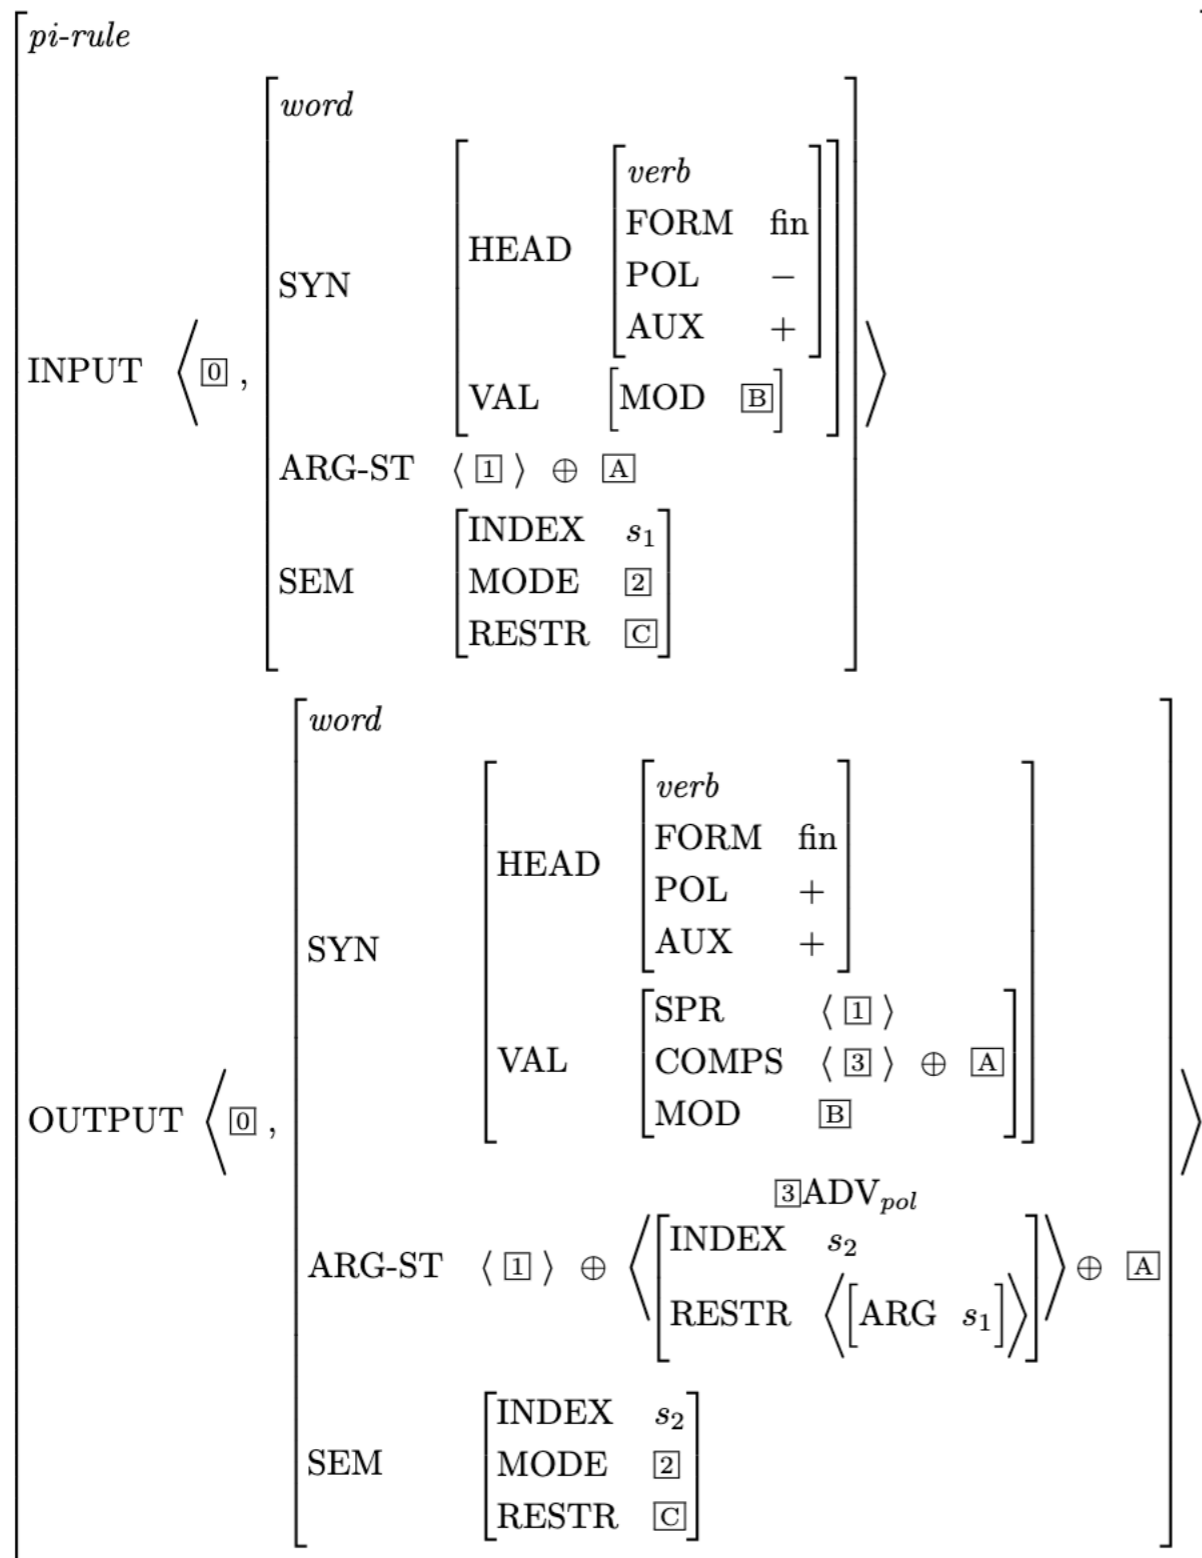 pi-rule
word
verb
FORM fin
HEAD
POL −
SYN
AUX +
INPUT ⟨ 0 ,
VAL [MOD B] ⟩
ARG-ST ⟨ 1 ⟩ ⊕ A
INDEX s₁
SEM MODE 2
RESTR C
word
verb
FORM fin
HEAD
POL +
AUX +
SYN
SPR ⟨ 1 ⟩
VAL COMPS ⟨ 3 ⟩ ⊕ A
MOD B
OUTPUT ⟨ 0 , ⟩
3 ADV_pol
INDEX s₂
ARG-ST ⟨ 1 ⟩ ⊕ ⟨ ⟩ ⊕ A
RESTR ⟨[ARG s₁]⟩
INDEX s₂
SEM MODE 2
RESTR C